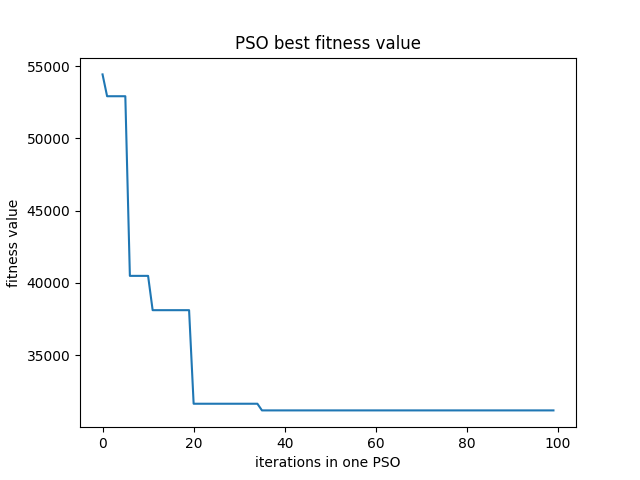 PSO best fitness value
55000
50000
45000
40000
35000
fitness value
0 20 40 60 80 100
iterations in one PSO